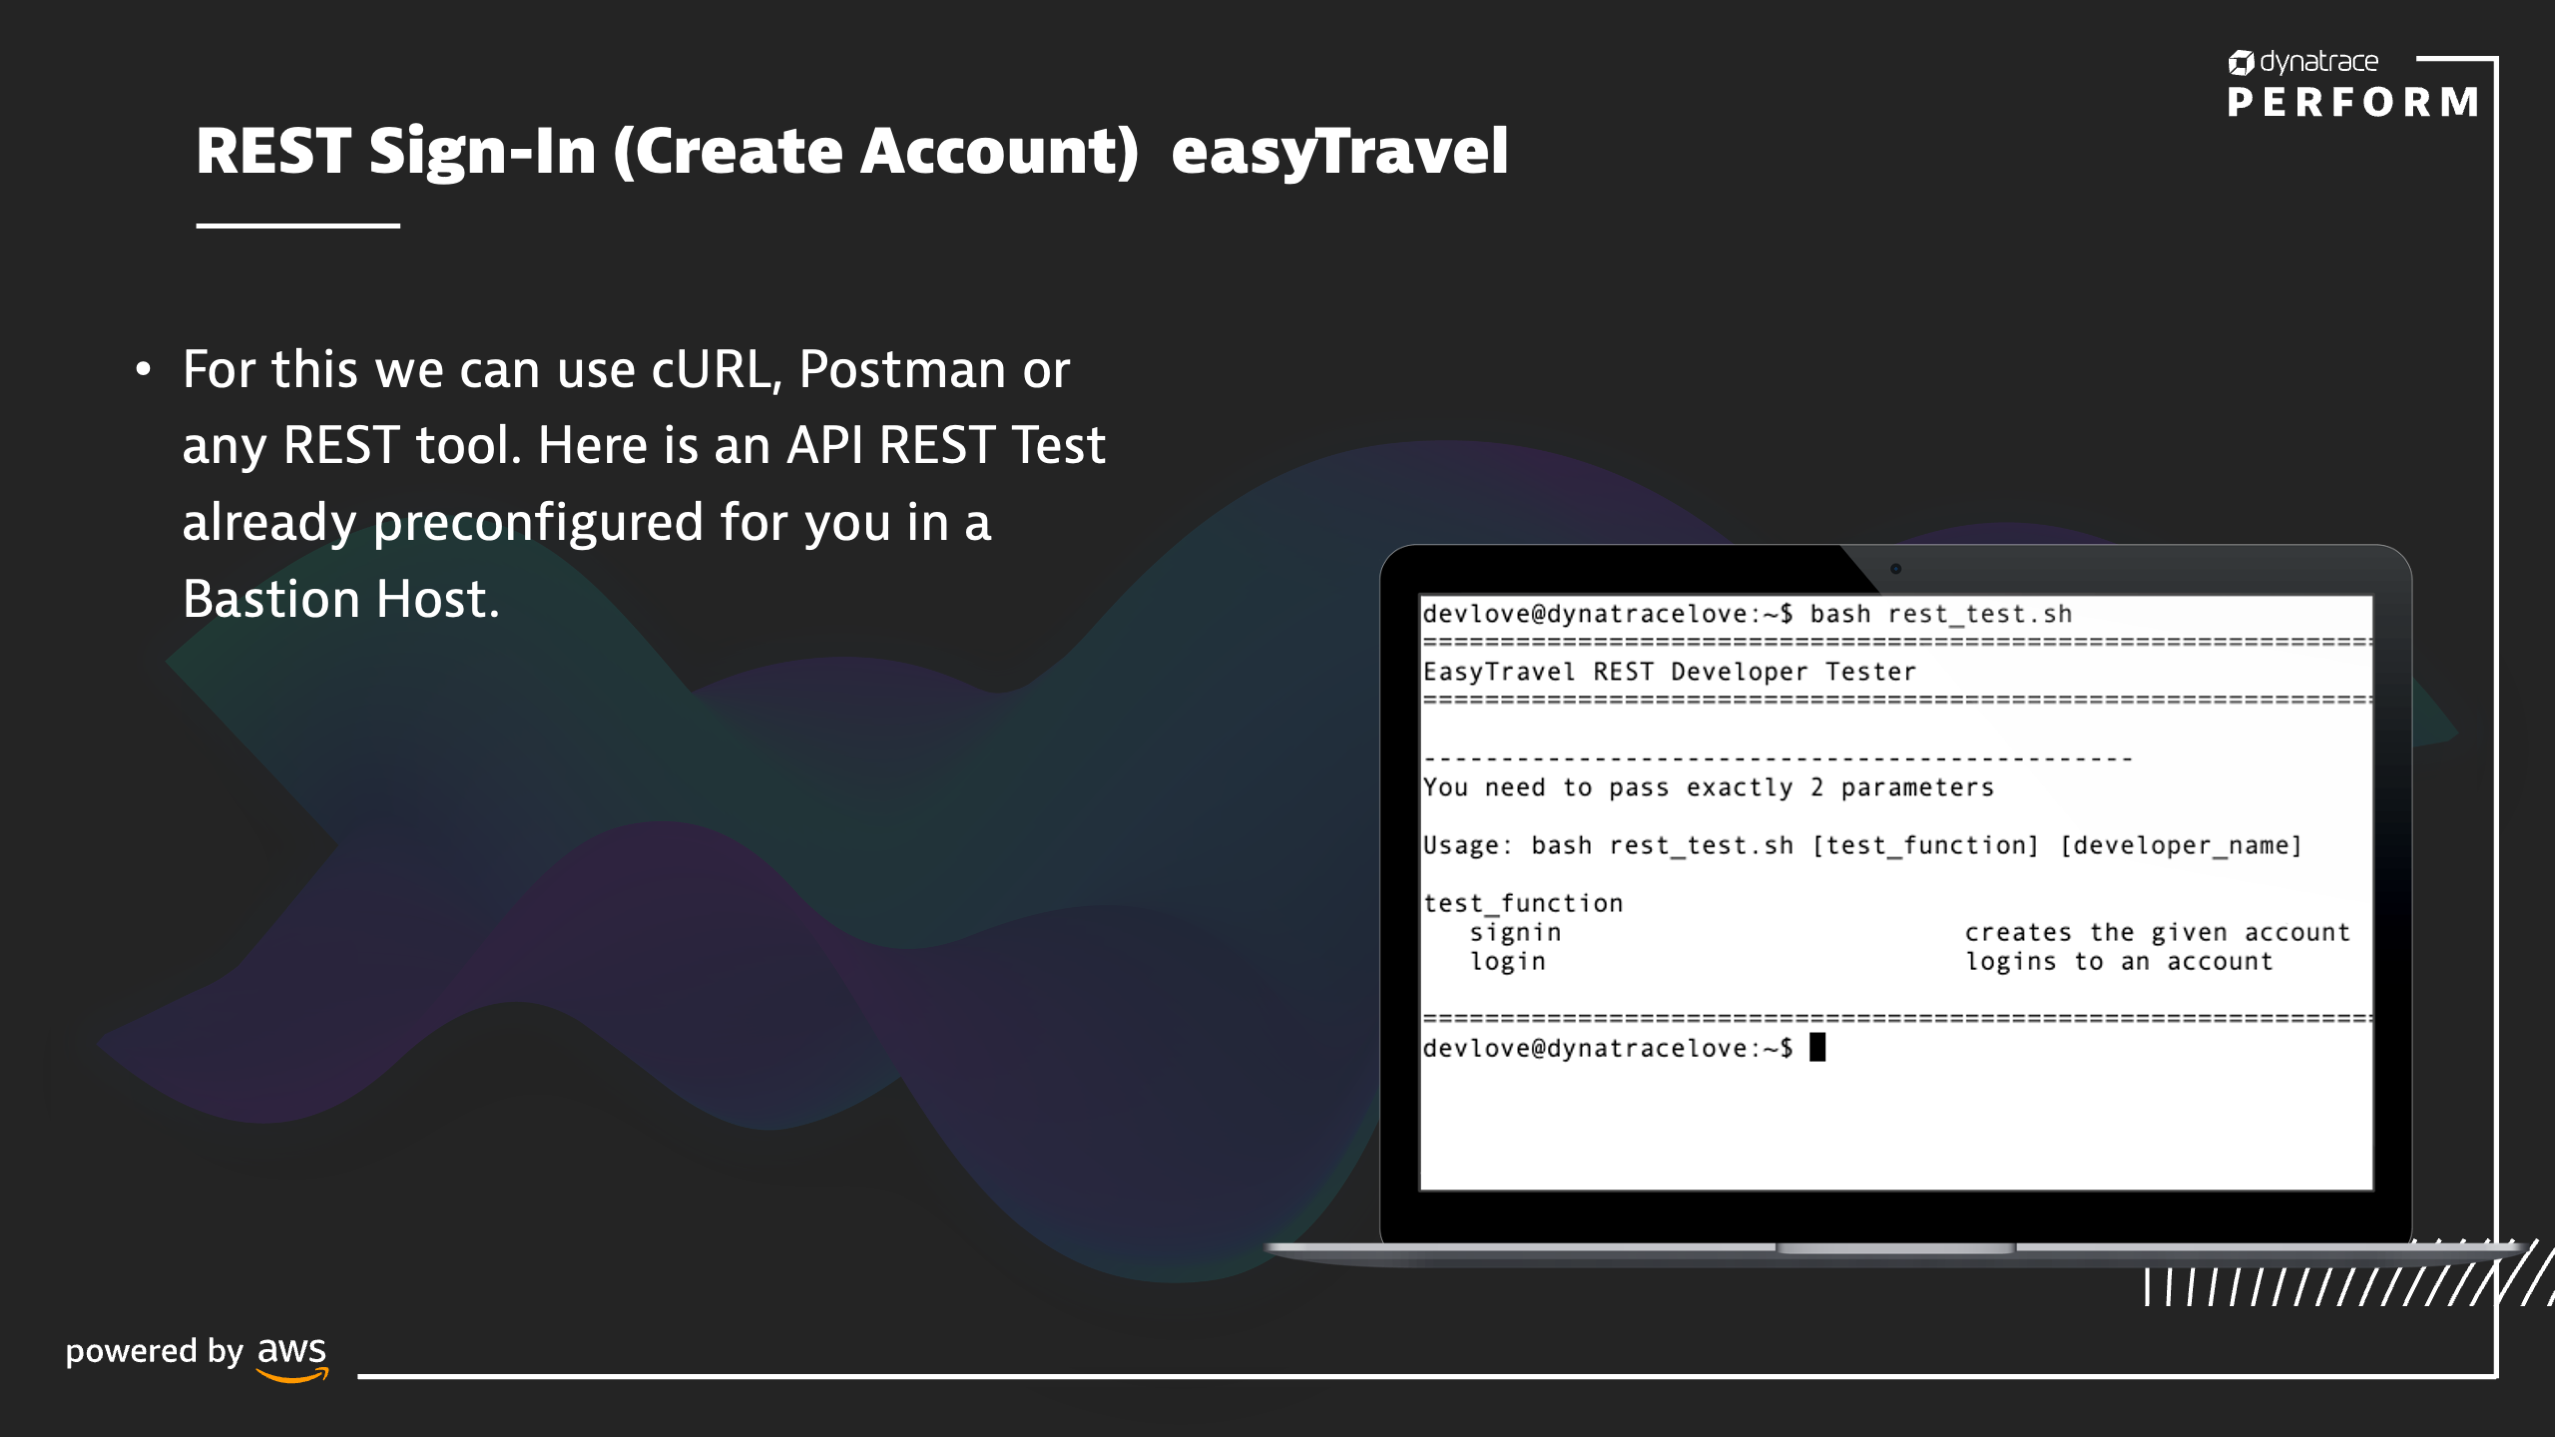 dynatrace
PERFORM
REST Sign-In (Create Account)  easyTravel
• For this we can use cURL, Postman or
any REST tool. Here is an API REST Test
already preconfigured for you in a
Bastion Host.
devlove@dynatracelove:~$ bash rest_test.sh
==============================================================
EasyTravel REST Developer Tester
==============================================================
----------------------------------------------
You need to pass exactly 2 parameters
Usage: bash rest_test.sh [test_function] [developer_name]
test_function
   signin                          creates the given account
   login                           logins to an account
==============================================================
devlove@dynatracelove:~$
powered by aws